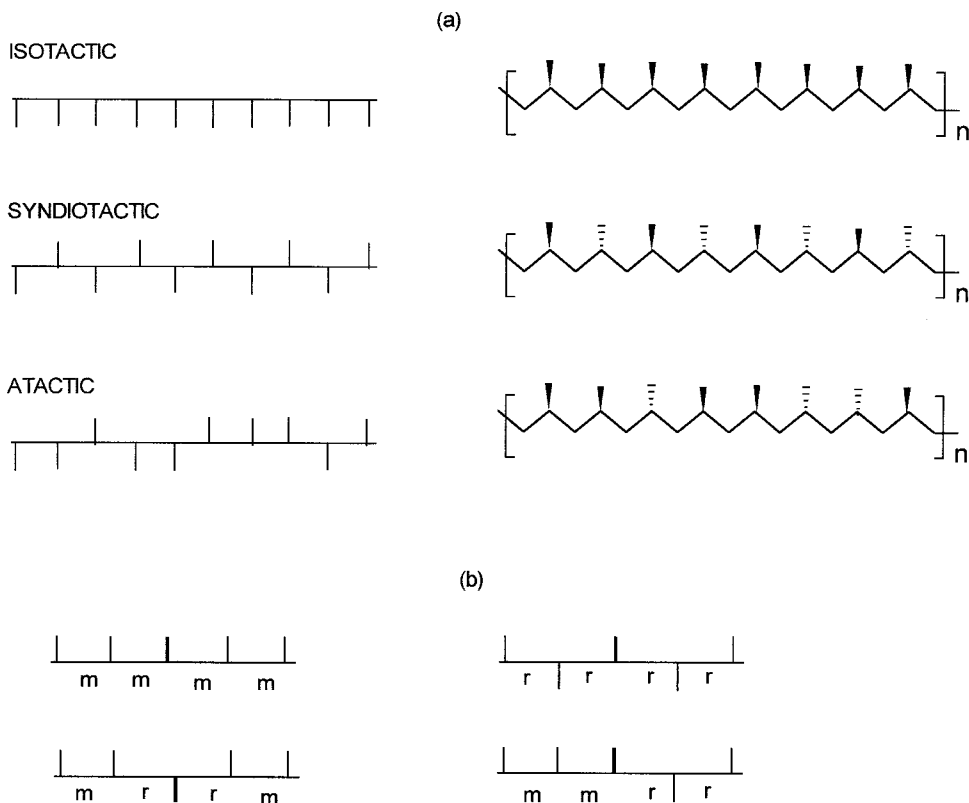 (a)
ISOTACTIC
n
SYNDIOTACTIC
n
ATACTIC
n
(b)
m m m m
r r r r
m r r m
m m r r